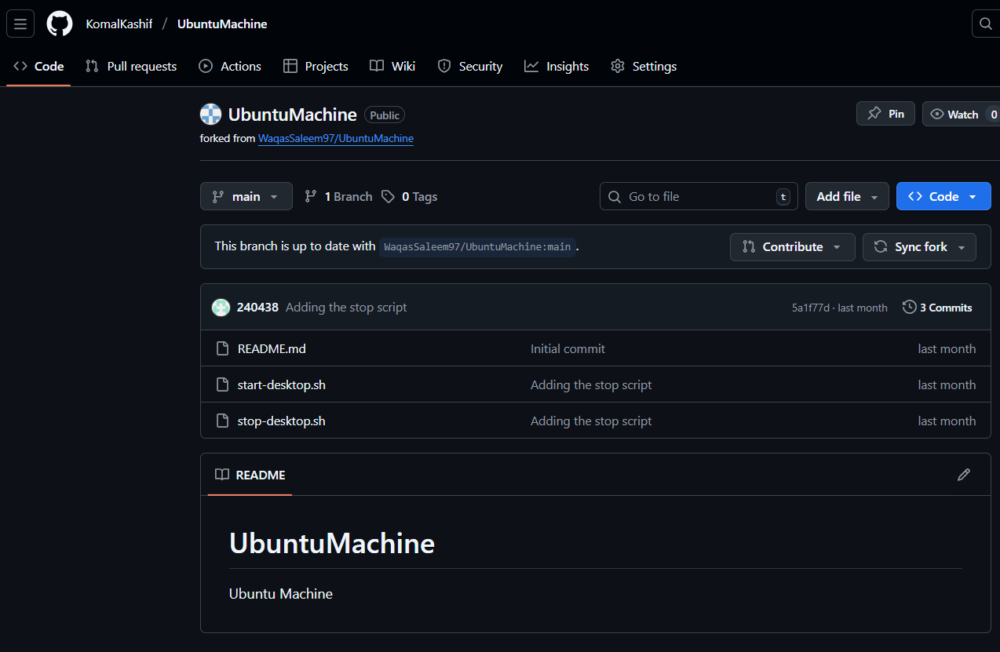 KomalKashif / UbuntuMachine
Code Pull requests Actions Projects Wiki Security Insights Settings
UbuntuMachine Public Pin Watch 0
forked from WaqasSaleem97/UbuntuMachine
main 1 Branch 0 Tags Go to file t Add file Code
This branch is up to date with WaqasSaleem97/UbuntuMachine:main . Contribute Sync fork
240438 Adding the stop script 5a1f77d · last month 3 Commits
README.md Initial commit last month
start-desktop.sh Adding the stop script last month
stop-desktop.sh Adding the stop script last month
README
UbuntuMachine
Ubuntu Machine